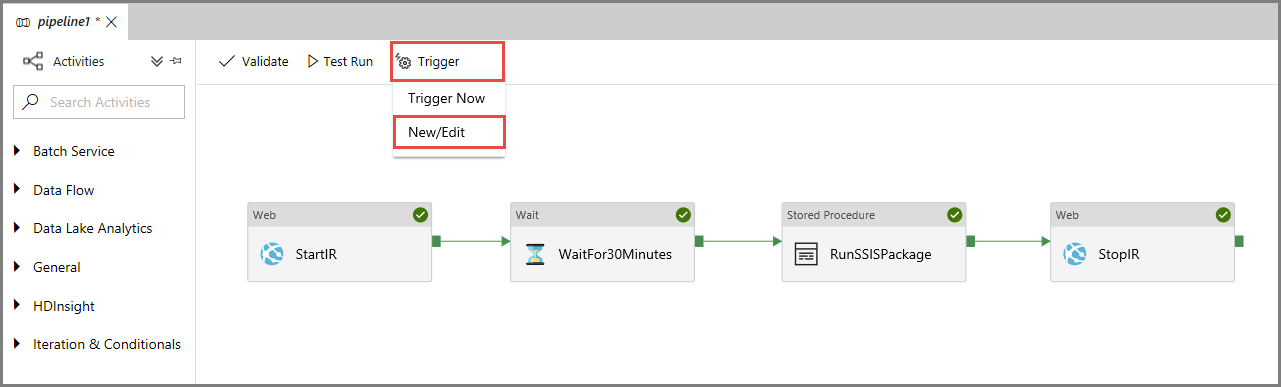 pipeline1 *
Activities
Validate
Test Run
Trigger
Search Activities
Trigger Now
New/Edit
Batch Service
Data Flow
Data Lake Analytics
General
HDInsight
Iteration & Conditionals
Web
StartIR
Wait
WaitFor30Minutes
Stored Procedure
RunSSISPackage
Web
StopIR